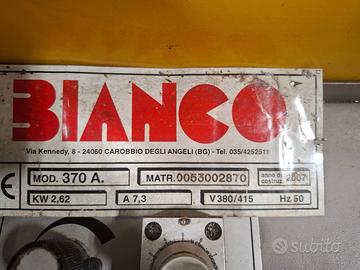 BIANCO
Via Kennedy, 8 - 24060 CAROBBIO DEGLI ANGELI (BG) - Tel. 035/4252511
CE MOD. 370 A. MATR. 0053002870 anno di costruz. 2007
KW 2,62 A 7,3 V 380/415 Hz 50
subito